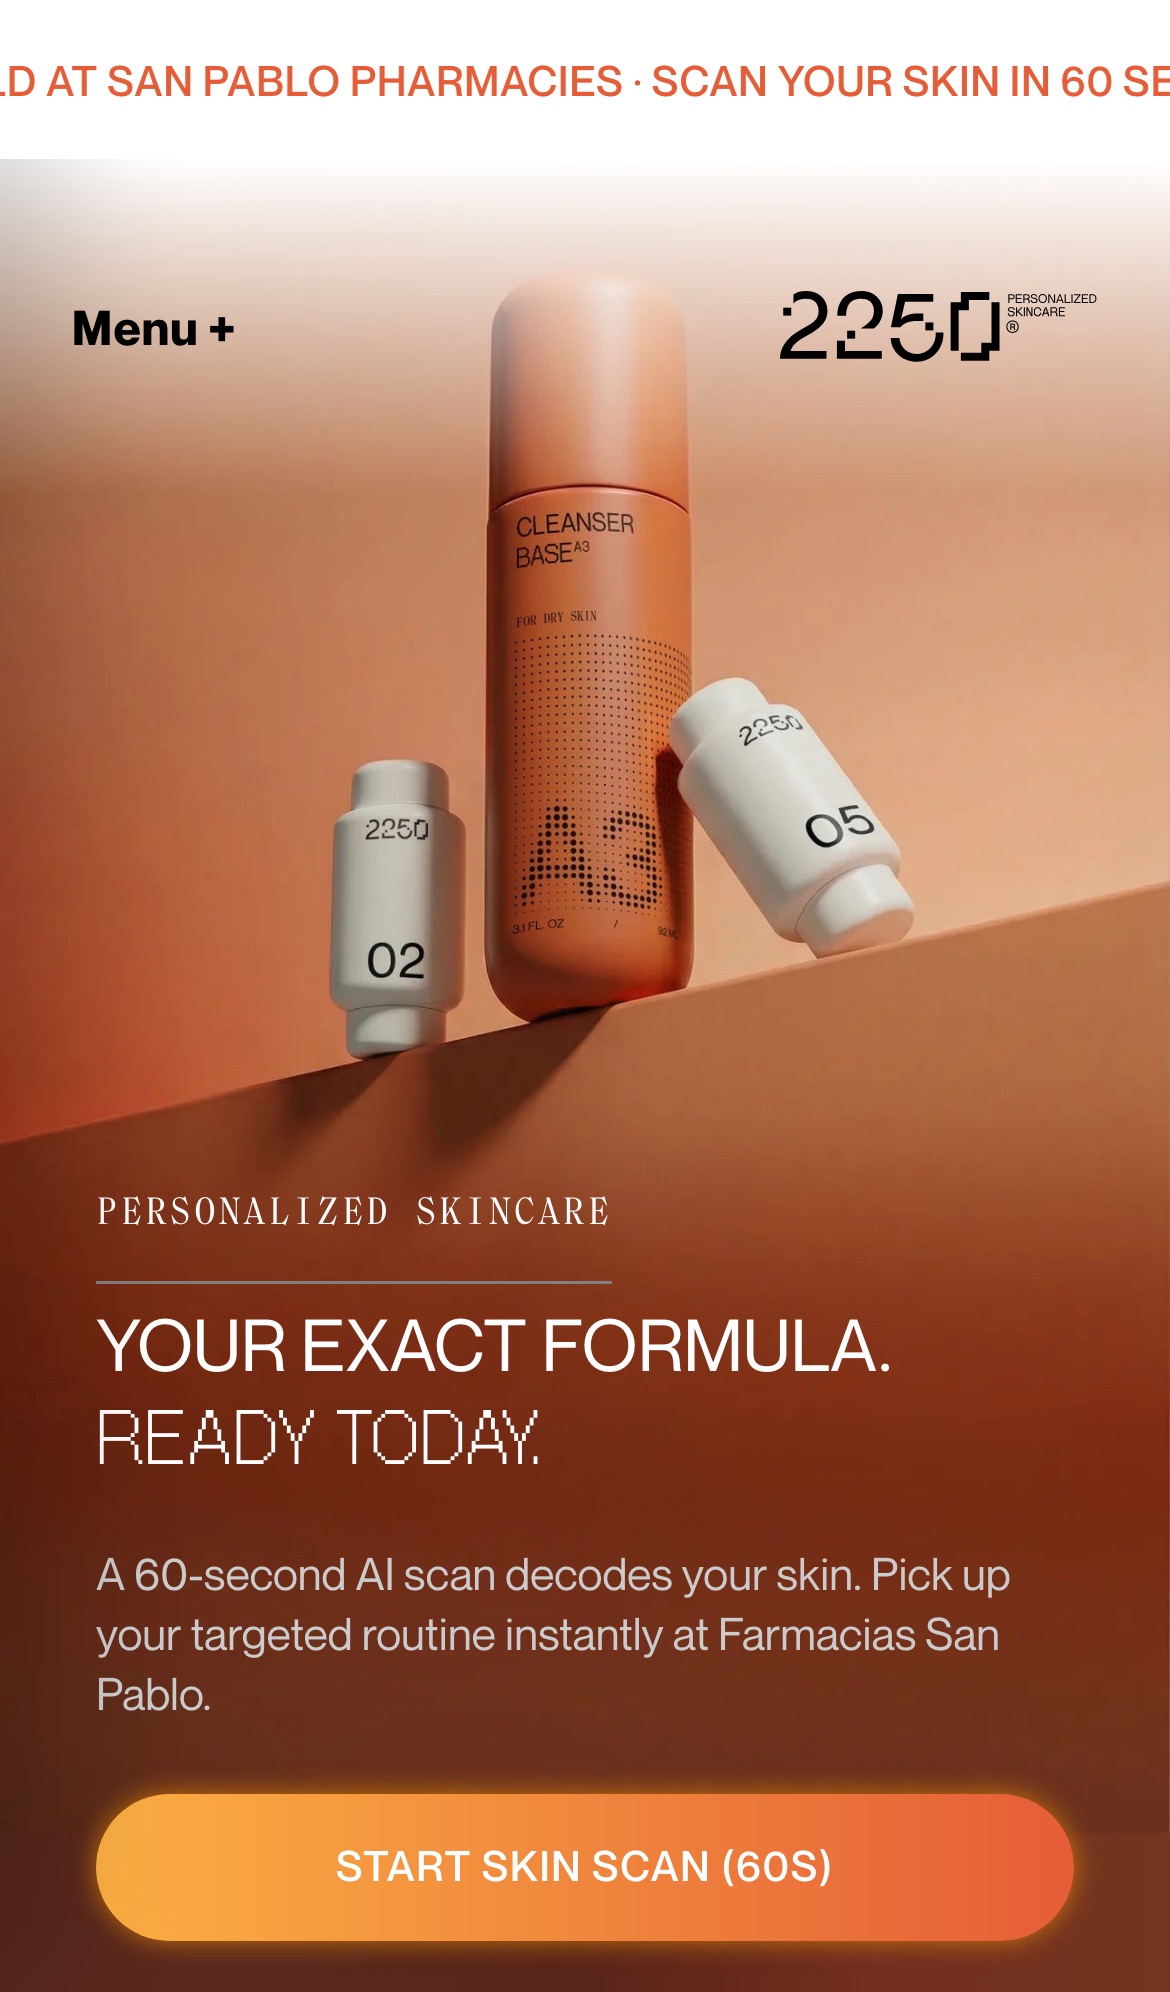 LD AT SAN PABLO PHARMACIES · SCAN YOUR SKIN IN 60 SE
Menu +
2250 PERSONALIZED
SKINCARE
®
CLEANSER
BASE A3
FOR DRY SKIN
2250
05
2250
02
A3
3.1 FL. OZ / 92 ML
PERSONALIZED SKINCARE
YOUR EXACT FORMULA.
READY TODAY.
A 60-second AI scan decodes your skin. Pick up
your targeted routine instantly at Farmacias San
Pablo.
START SKIN SCAN (60S)